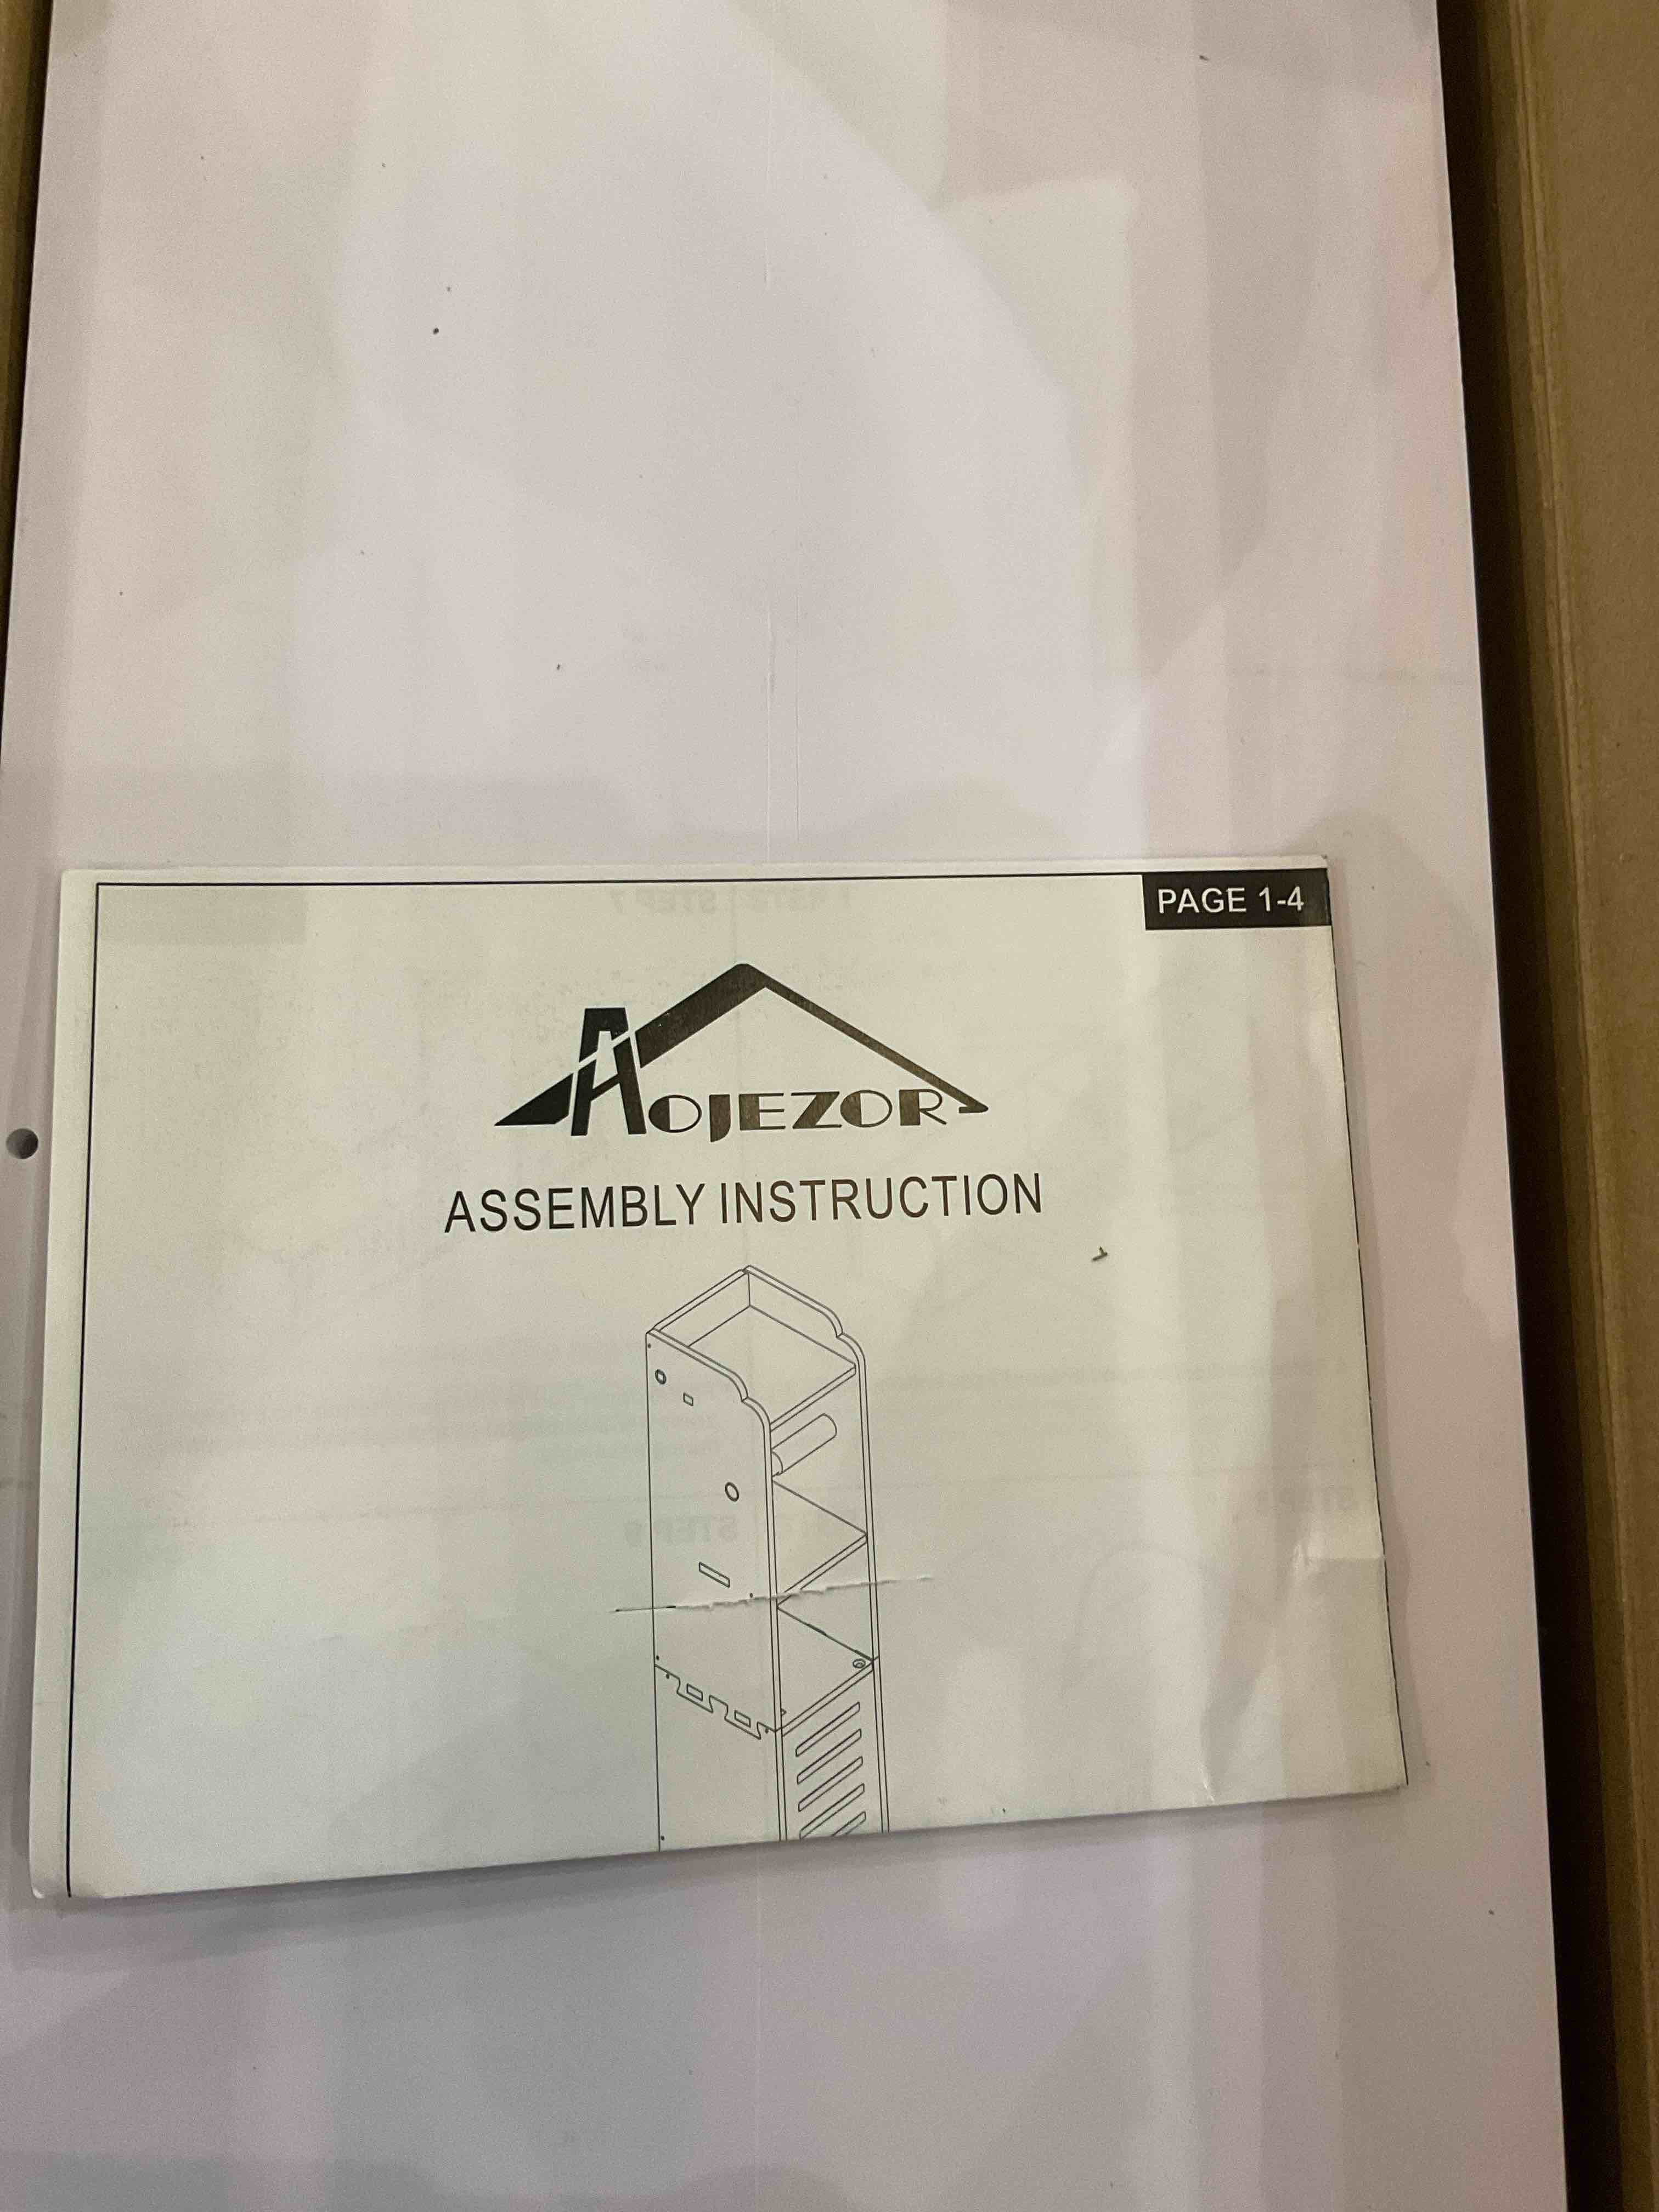 PAGE 1-4
AOJEZOR
ASSEMBLY INSTRUCTION